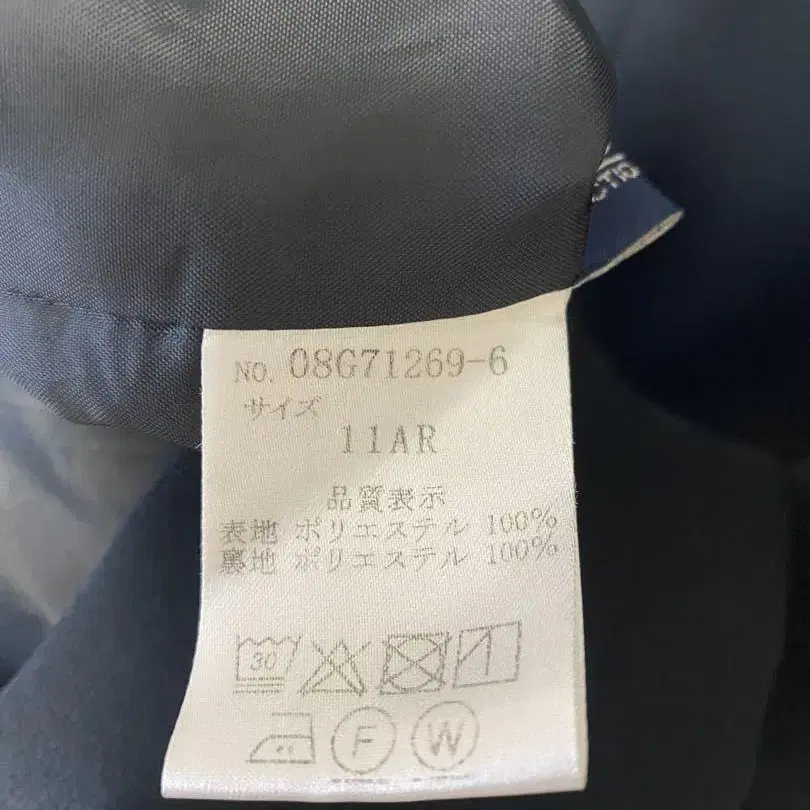 CTIO
NO. 08G71269-6
サイズ
11AR
品質表示
表地 ポリエステル 100%
裏地 ポリエステル 100%
30
F W